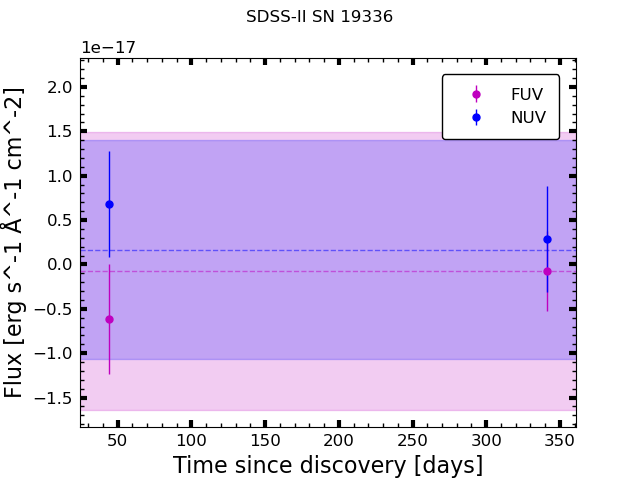 SDSS-II SN 19336
1e−17
FUV
NUV
2.0
1.5
1.0
0.5
0.0
−0.5
−1.0
−1.5
Flux [erg s^-1 Å^-1 cm^-2]
50 100 150 200 250 300 350
Time since discovery [days]